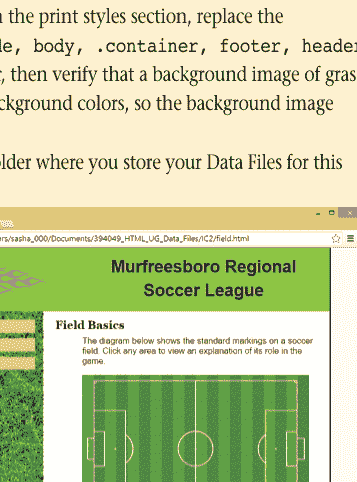 the print styles section, replace the
body, .container, footer, header
, then verify that a background image of gras
ckground colors, so the background image
older where you store your Data Files for this
ers/sasha_000/Documents/394049_HTML_UG_Data_Files/IC2/field.html
Murfreesboro Regional
Soccer League
Field Basics
The diagram below shows the standard markings on a soccer
field. Click any area to view an explanation of its role in the
game.